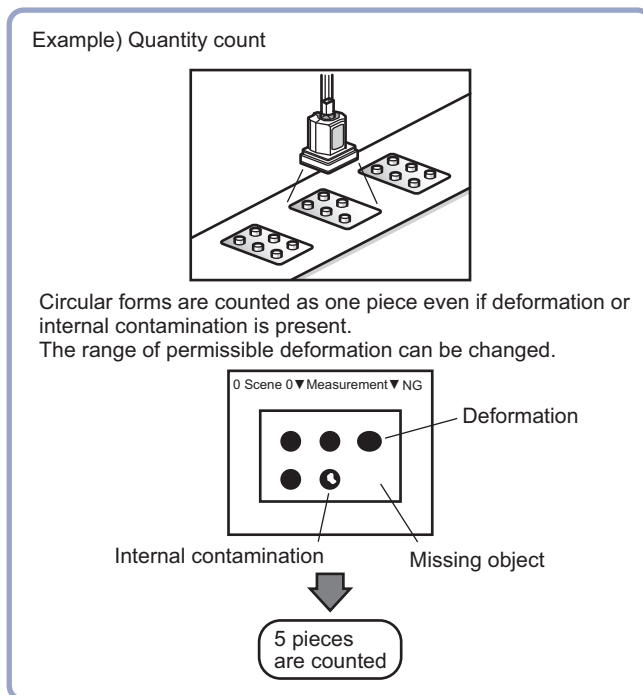 Example) Quantity count
Circular forms are counted as one piece even if deformation or
internal contamination is present.
The range of permissible deformation can be changed.
0 Scene 0▼Measurement▼ NG
Deformation
Internal contamination
Missing object
5 pieces
are counted